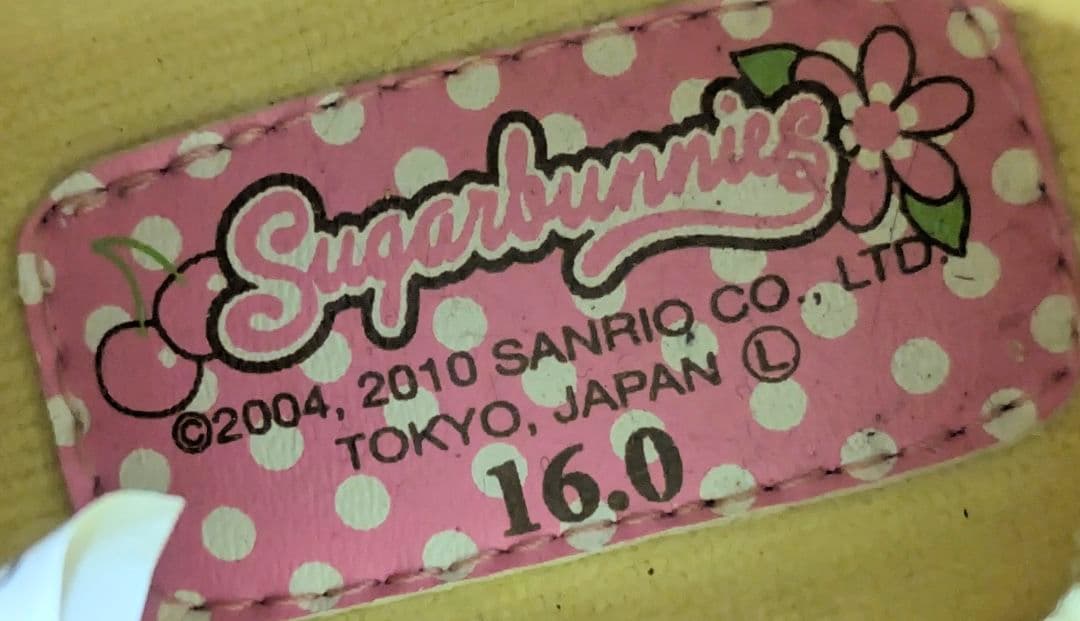 Sugarbunnies
©2004, 2010 SANRIO CO., LTD.
TOKYO, JAPAN Ⓛ
16.0